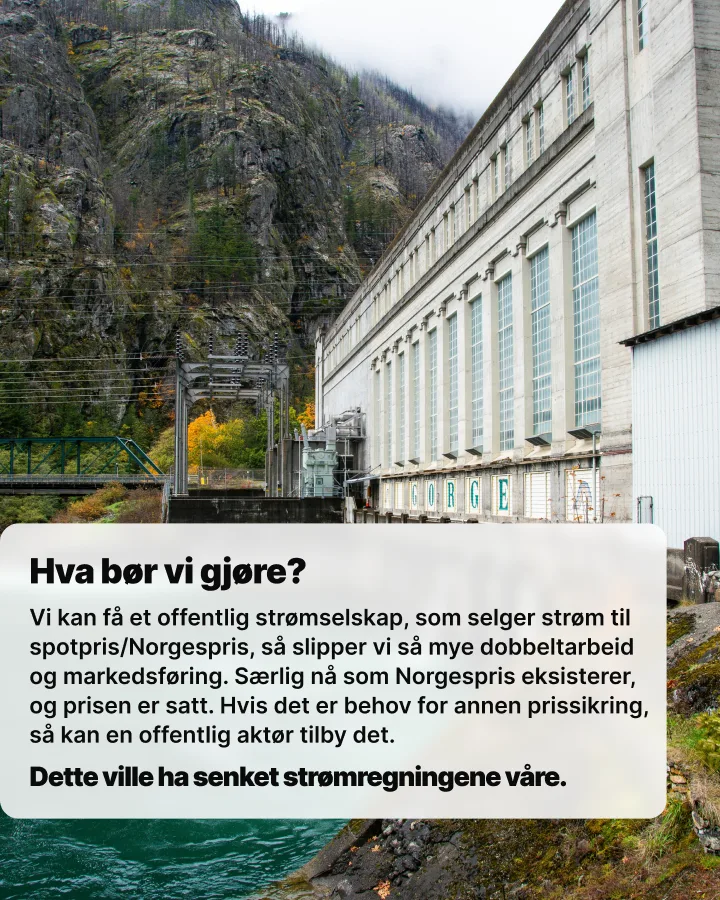 GORGE
Hva bør vi gjøre?
Vi kan få et offentlig strømselskap, som selger strøm til
spotpris/Norgespris, så slipper vi så mye dobbeltarbeid
og markedsføring. Særlig nå som Norgespris eksisterer,
og prisen er satt. Hvis det er behov for annen prissikring,
så kan en offentlig aktør tilby det.
Dette ville ha senket strømregningene våre.